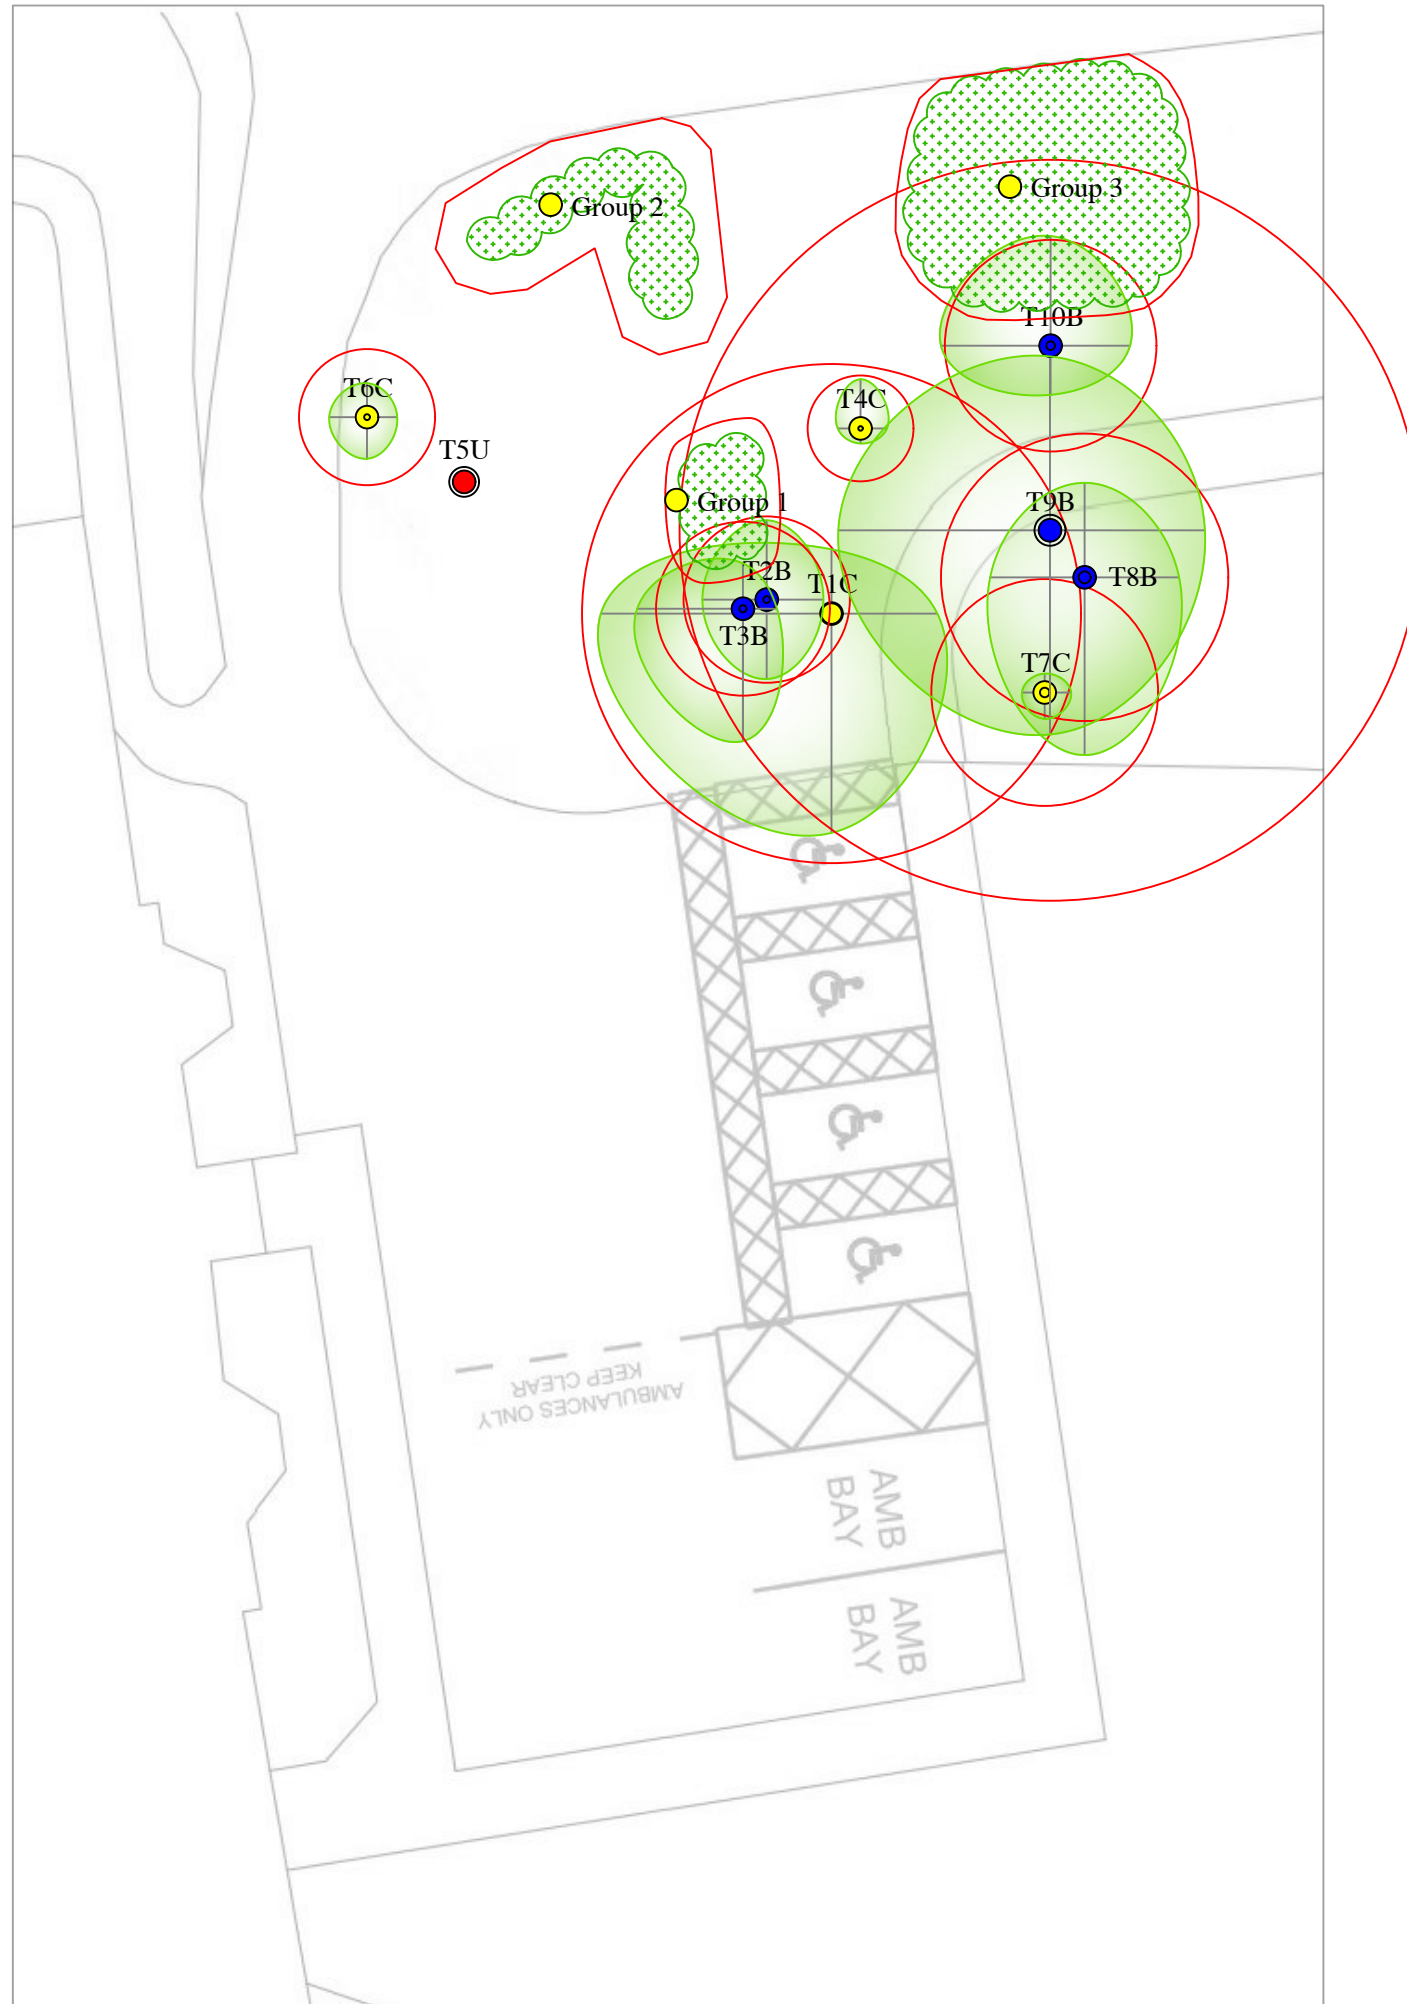 Group 3
Group 2
T10B
T6C
T4C
T5U
Group 1
T9B
T2B
T1C
T8B
T3B
T7C
AMBULANCES ONLY
KEEP CLEAR
AMB
BAY
AMB
BAY